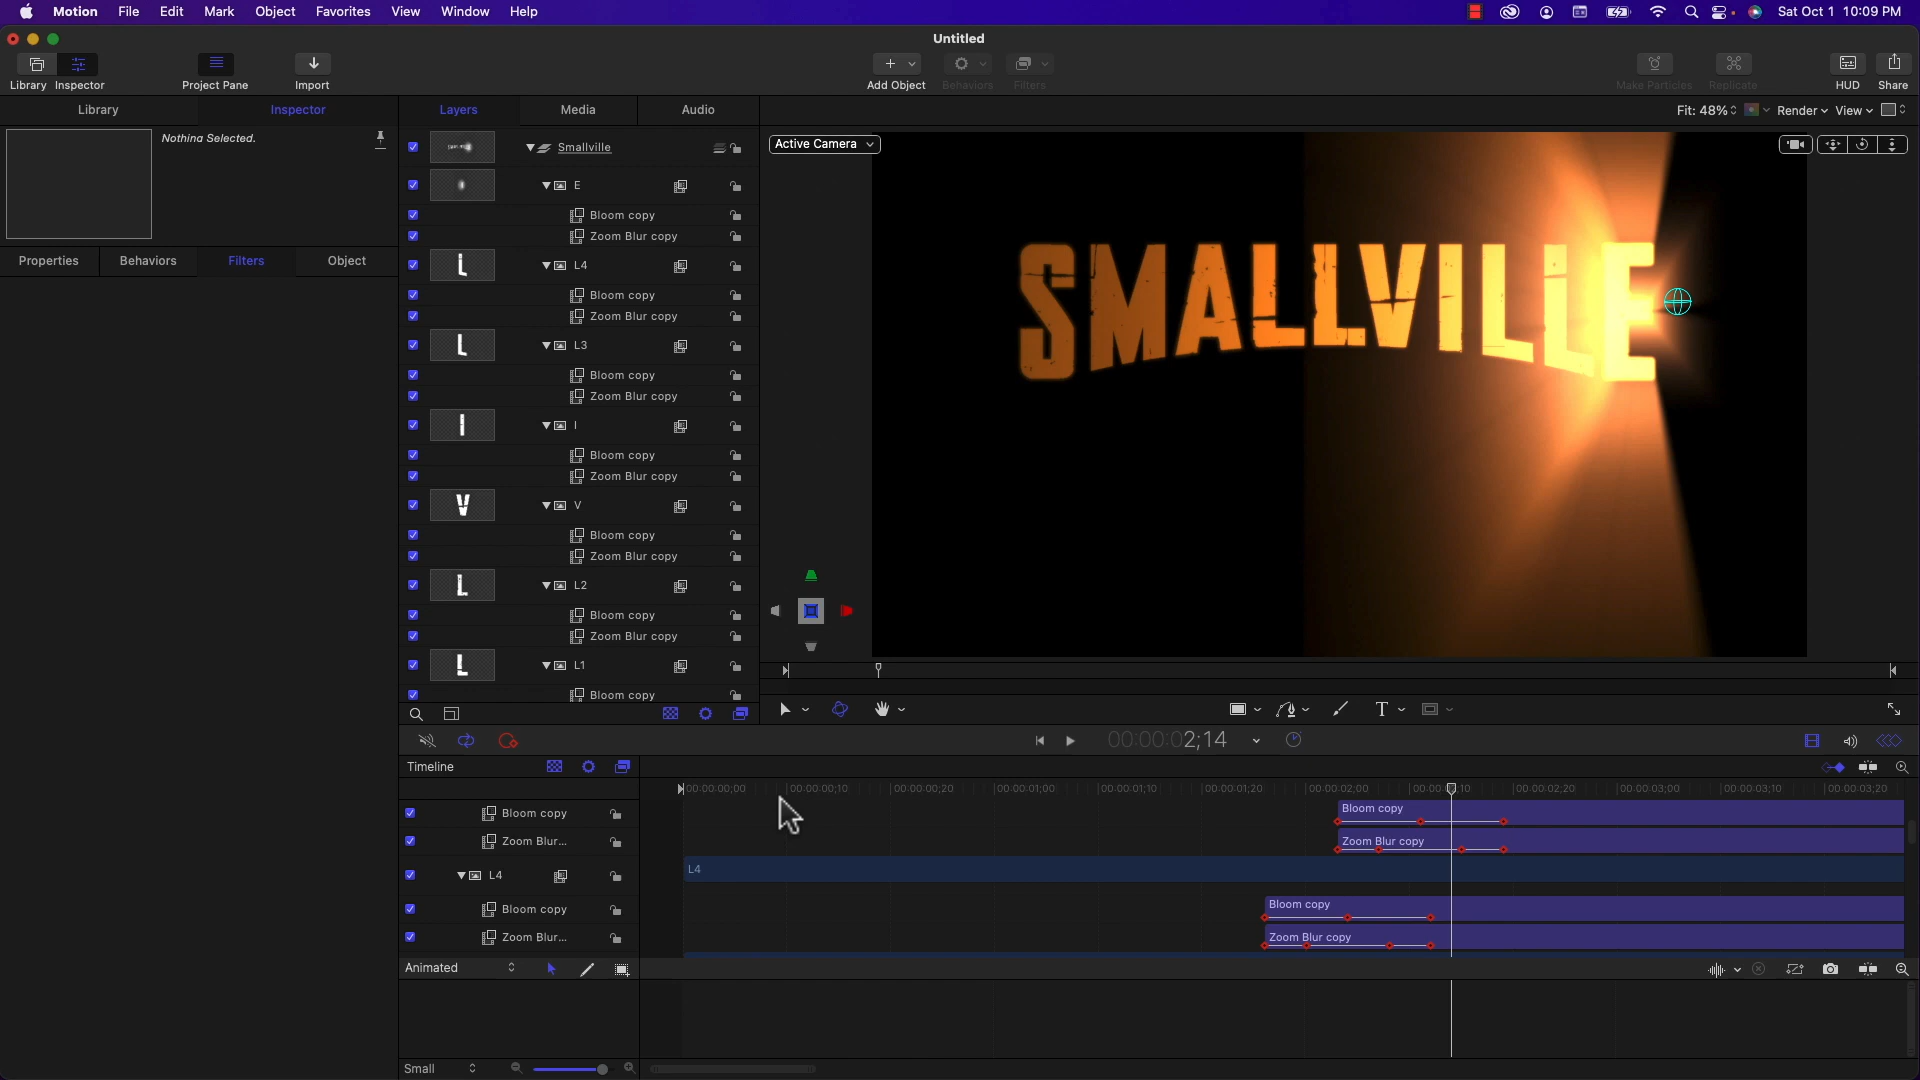 Motion File Edit Mark Object Favorites View Window Help Sat Oct 1 10:09 PM
Untitled
Library Inspector Project Pane Import Add Object Behaviors Filters Make Particles Replicate HUD Share
Library Inspector Layers Media Audio Fit: 48% Render View
Nothing Selected.
Properties Behaviors Filters Object
Smallville
E
Bloom copy
Zoom Blur copy
L4
Bloom copy
Zoom Blur copy
L3
Bloom copy
Zoom Blur copy
I
Bloom copy
Zoom Blur copy
V
Bloom copy
Zoom Blur copy
L2
Bloom copy
Zoom Blur copy
L1
Bloom copy
Active Camera
SMALLVILLE
T
00:00:02;14
Timeline
00:00:00;00 00:00:00;10 00:00:00;20 00:00:01;00 00:00:01;10 00:00:01;20 00:00:02;00 00:00:02;20 00:00:03;00 00:00:03;10 00:00:03;20
Bloom copy Bloom copy
Zoom Blur... Zoom Blur copy
L4 L4
Bloom copy Bloom copy
Zoom Blur... Zoom Blur copy
Animated
Small